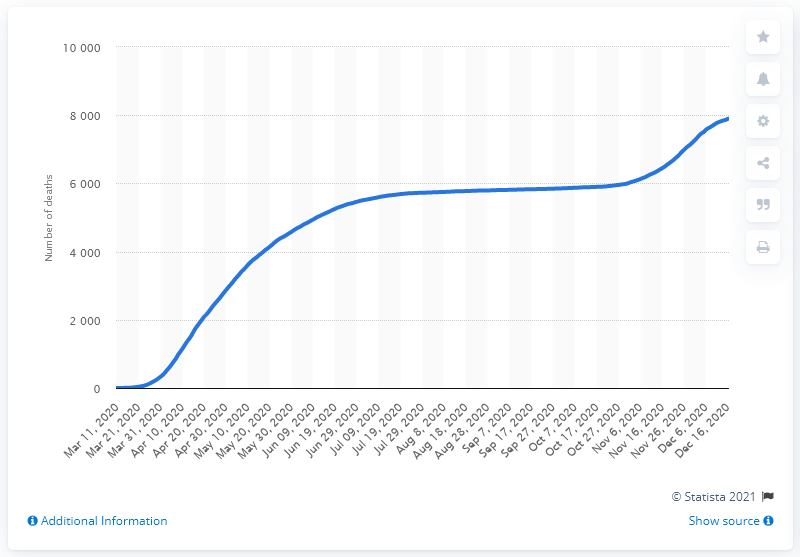 10 000
8 000
6 000
4 000
2 000
0
Number of deaths
Mar 11, 2020
Mar 21, 2020
Mar 31, 2020
Apr 10, 2020
Apr 20, 2020
Apr 30, 2020
May 10, 2020
May 20, 2020
May 30, 2020
Jun 09, 2020
Jun 19, 2020
Jun 29, 2020
Jul 09, 2020
Jul 19, 2020
Jul 29, 2020
Aug 8, 2020
Aug 18, 2020
Aug 28, 2020
Sep 7, 2020
Sep 17, 2020
Sep 27, 2020
Oct 7, 2020
Oct 17, 2020
Oct 27, 2020
Nov 6, 2020
Nov 16, 2020
Nov 26, 2020
Dec 6, 2020
Dec 16, 2020
© Statista 2021
Additional Information
Show source